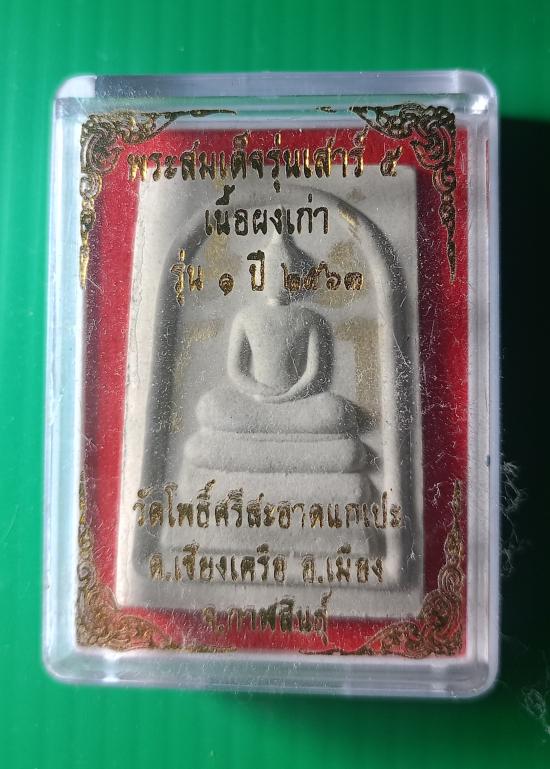 พระสมเด็จรุ่นเสาร์ ๕
เนื้อผงเก่า
รุ่น ๑ ปี ๒๕๖๓
วัดโพธิ์ศรีสะอาดแกเปะ
ต.เชียงเครือ อ.เมือง
จ.กาฬสินธุ์